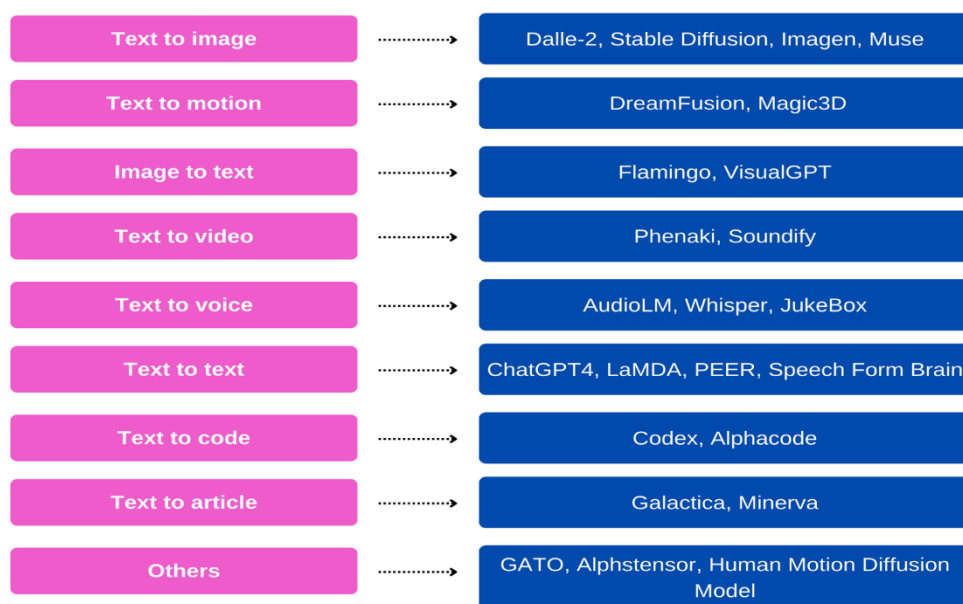 Text to image
Dalle-2, Stable Diffusion, Imagen, Muse
Text to motion
DreamFusion, Magic3D
Image to text
Flamingo, VisualGPT
Text to video
Phenaki, Soundify
Text to voice
AudioLM, Whisper, JukeBox
Text to text
ChatGPT4, LaMDA, PEER, Speech Form Brain
Text to code
Codex, Alphacode
Text to article
Galactica, Minerva
Others
GATO, Alphstensor, Human Motion Diffusion
Model